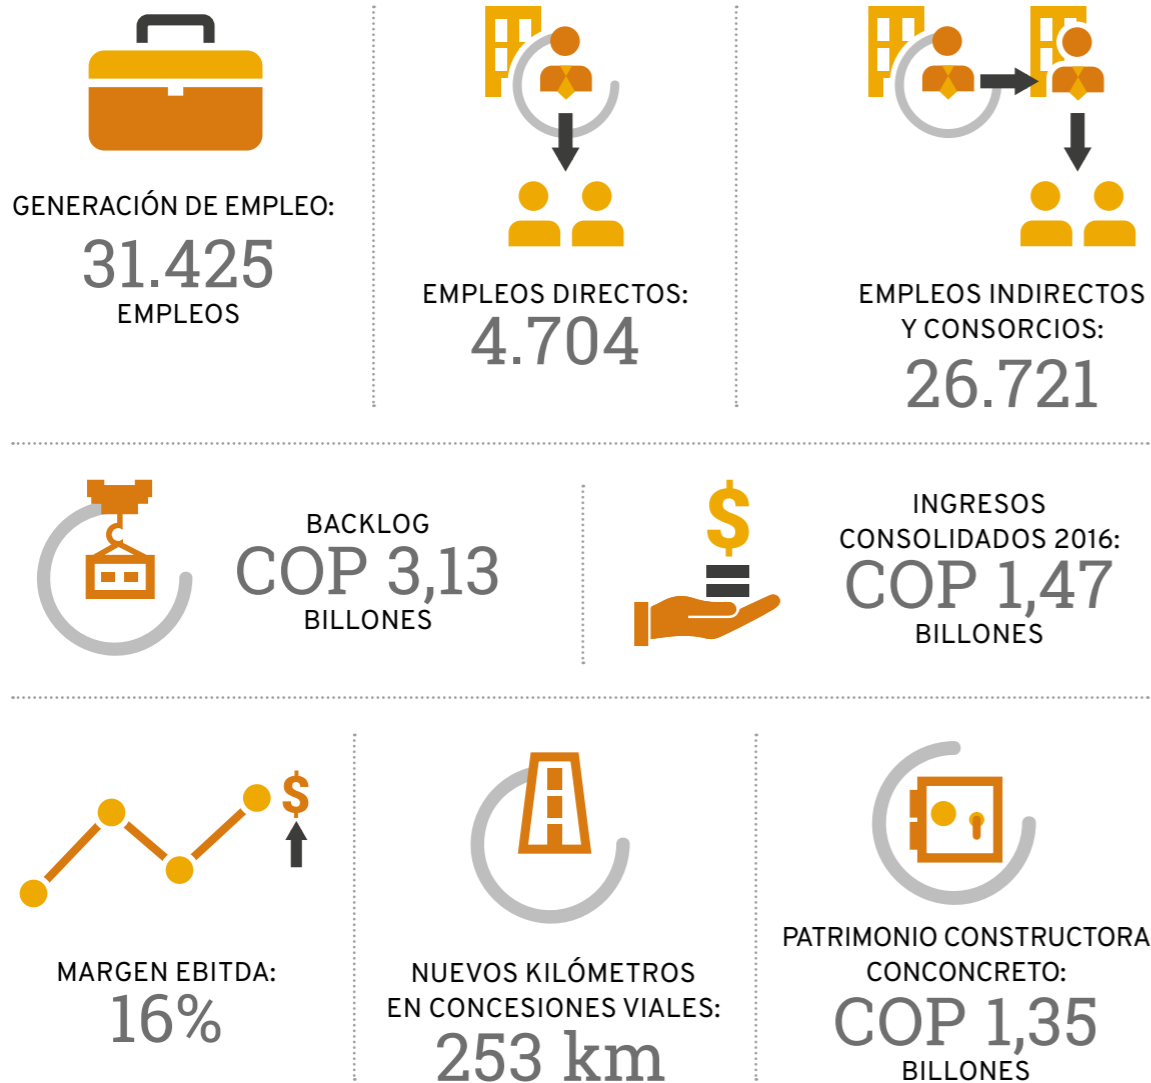 GENERACIÓN DE EMPLEO:
31.425
EMPLEOS
EMPLEOS DIRECTOS:
4.704
EMPLEOS INDIRECTOS
Y CONSORCIOS:
26.721
BACKLOG
COP 3,13
BILLONES
$
INGRESOS
CONSOLIDADOS 2016:
COP 1,47
BILLONES
$
MARGEN EBITDA:
16%
NUEVOS KILÓMETROS
EN CONCESIONES VIALES:
253 km
PATRIMONIO CONSTRUCTORA
CONCONCRETO:
COP 1,35
BILLONES